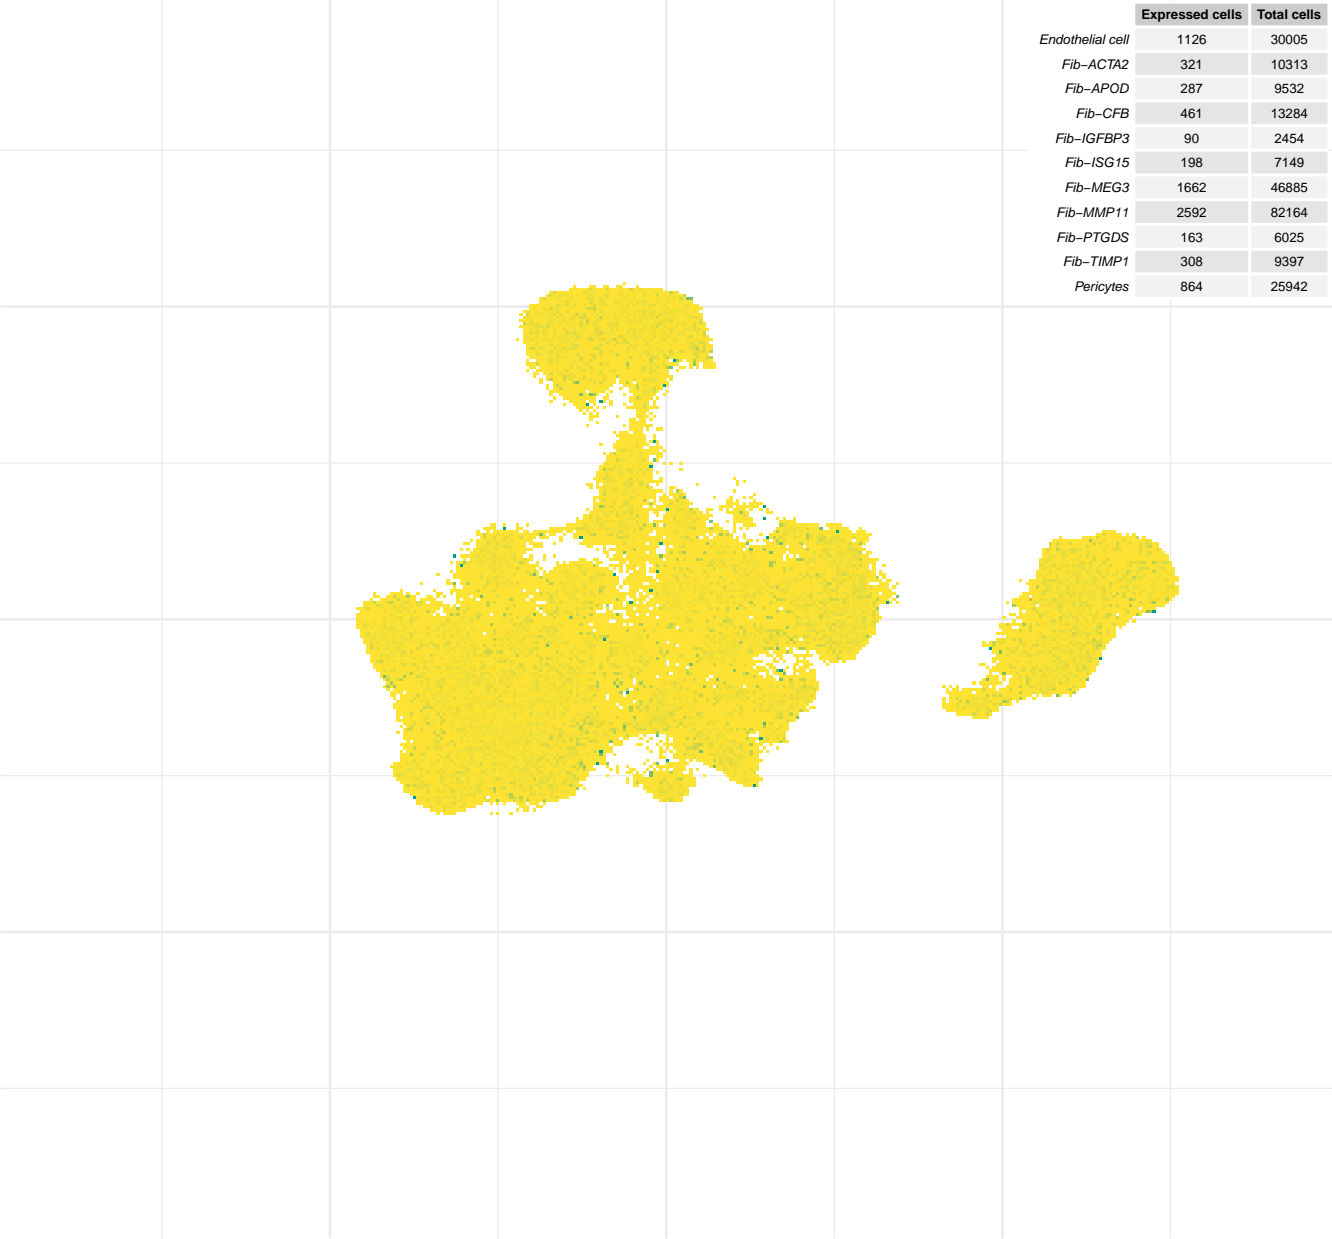 Expressed cells Total cells
Endothelial cell 1126 30005
Fib−ACTA2 321 10313
Fib−APOD 287 9532
Fib−CFB 461 13284
Fib−IGFBP3 90 2454
Fib−ISG15 198 7149
Fib−MEG3 1662 46885
Fib−MMP11 2592 82164
Fib−PTGDS 163 6025
Fib−TIMP1 308 9397
Pericytes 864 25942